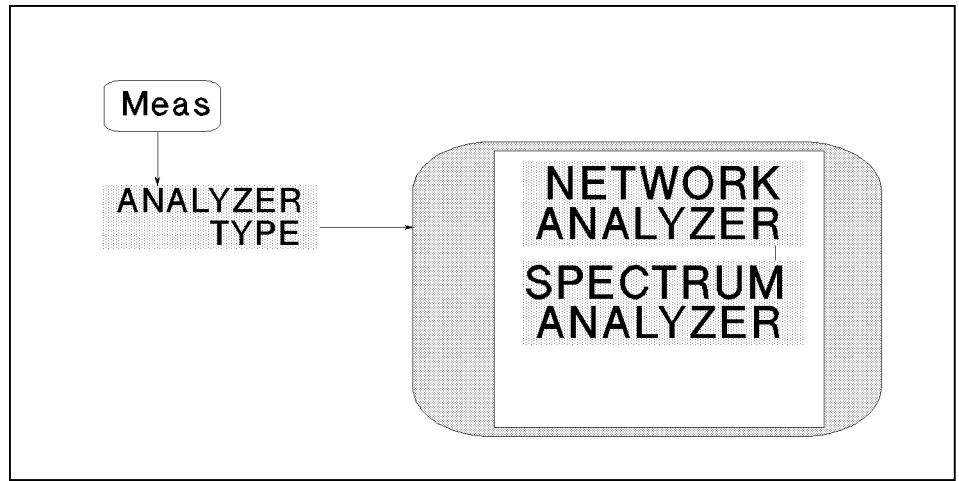 Meas
ANALYZER
TYPE
NETWORK
ANALYZER
SPECTRUM
ANALYZER